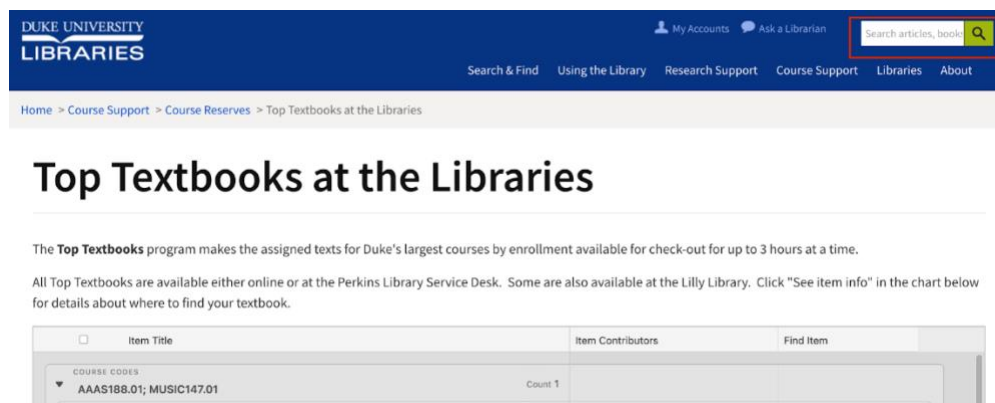 DUKE UNIVERSITY
LIBRARIES
My Accounts Ask a Librarian
Search articles, books
Search & Find Using the Library Research Support Course Support Libraries About
Home > Course Support > Course Reserves > Top Textbooks at the Libraries
Top Textbooks at the Libraries
The Top Textbooks program makes the assigned texts for Duke's largest courses by enrollment available for check-out for up to 3 hours at a time.
All Top Textbooks are available either online or at the Perkins Library Service Desk. Some are also available at the Lilly Library. Click "See item info" in the chart below
for details about where to find your textbook.
Item Title Item Contributors Find Item
COURSE CODES
AAAS188.01; MUSIC147.01 Count 1